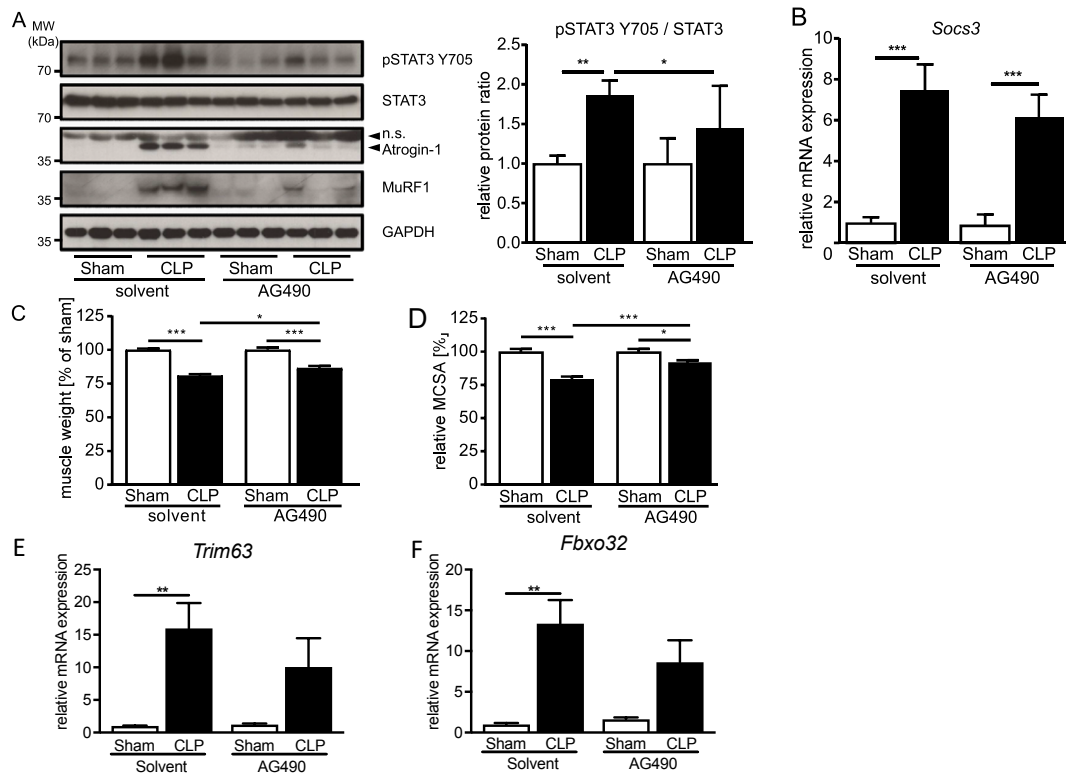 A
MW
(kDa)
70
pSTAT3 Y705
70
STAT3
n.s.
35
Atrogin-1
35
MuRF1
35
GAPDH
Sham CLP Sham CLP
solvent AG490
pSTAT3 Y705 / STAT3
relative protein ratio
2.5
2.0
1.5
1.0
0.5
0.0
** *
Sham CLP Sham CLP
solvent AG490
B
Socs3
relative mRNA expression
10
8
6
4
2
0
*** ***
Sham CLP Sham CLP
solvent AG490
C
muscle weight [% of sham]
125
100
75
50
25
0
*
*** ***
Sham CLP Sham CLP
solvent AG490
D
relative MCSA [%]
125
100
75
50
25
0
***
*** *
Sham CLP Sham CLP
solvent AG490
E
Trim63
relative mRNA expression
25
20
15
10
5
0
**
Sham CLP Sham CLP
Solvent AG490
F
Fbxo32
relative mRNA expression
20
15
10
5
0
**
Sham CLP Sham CLP
Solvent AG490